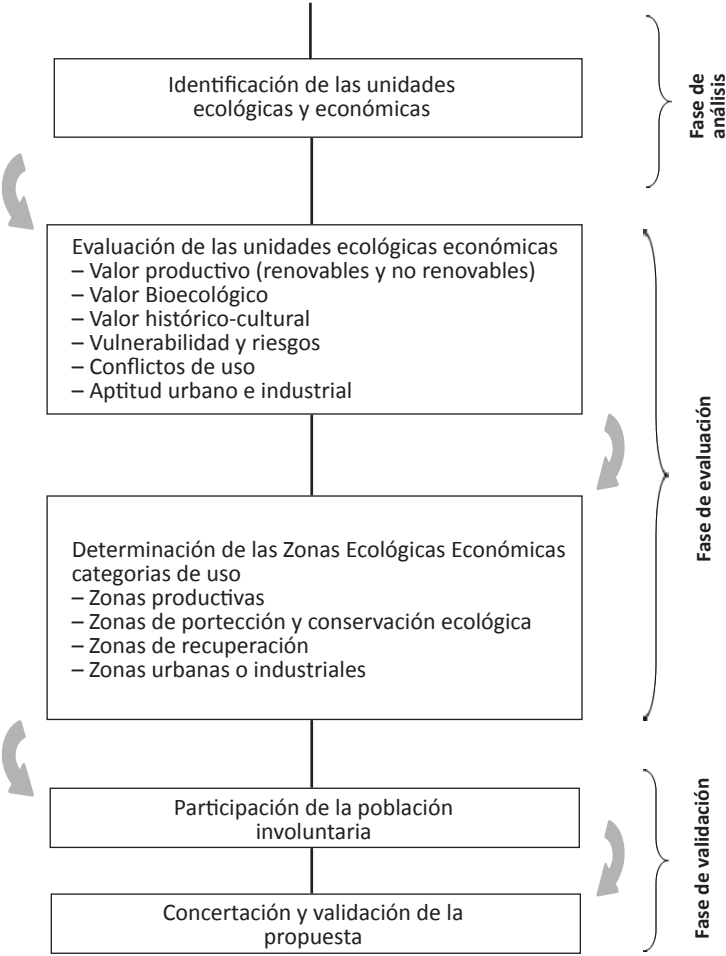 Identificación de las unidades
ecológicas y económicas
Fase de
análisis
Evaluación de las unidades ecológicas económicas
– Valor productivo (renovables y no renovables)
– Valor Bioecológico
– Valor histórico-cultural
– Vulnerabilidad y riesgos
– Conflictos de uso
– Aptitud urbano e industrial
Fase de evaluación
Determinación de las Zonas Ecológicas Económicas
categorias de uso
– Zonas productivas
– Zonas de portección y conservación ecológica
– Zonas de recuperación
– Zonas urbanas o industriales
Participación de la población
involuntaria
Fase de validación
Concertación y validación de la
propuesta